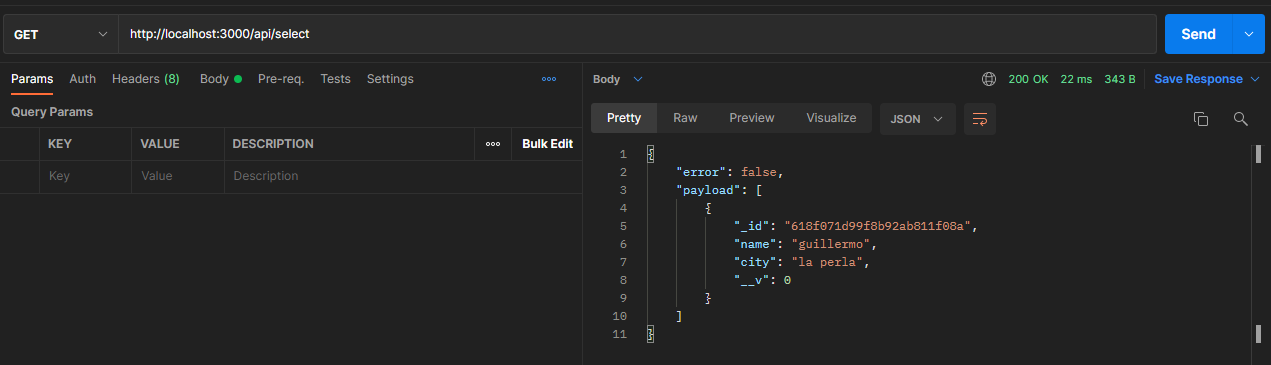 GET http://localhost:3000/api/select Send
Params Auth Headers (8) Body Pre-req. Tests Settings
Query Params
KEY VALUE DESCRIPTION Bulk Edit
Key Value Description
Body 200 OK 22 ms 343 B Save Response
Pretty Raw Preview Visualize JSON
1 {
2 "error": false,
3 "payload": [
4 {
5 "_id": "618f071d99f8b92ab811f08a",
6 "name": "guillermo",
7 "city": "la perla",
8 "__v": 0
9 }
10 ]
11 }